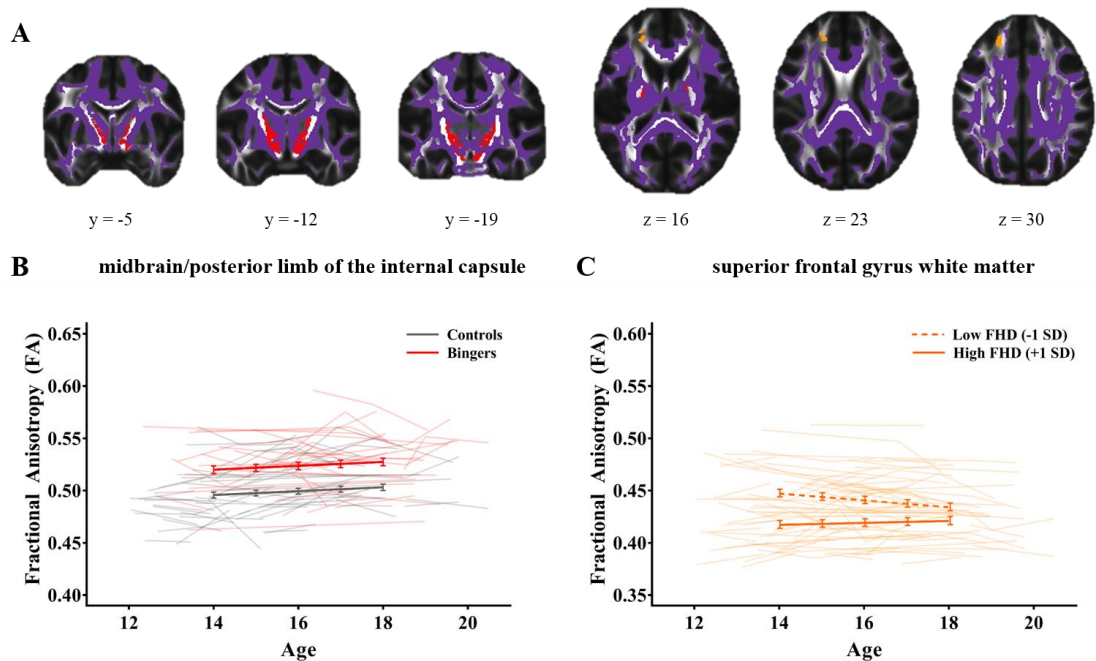 A
y = -5
y = -12
y = -19
z = 16
z = 23
z = 30
B
midbrain/posterior limb of the internal capsule
C
superior frontal gyrus white matter
Fractional Anisotropy (FA)
0.65
0.60
0.55
0.50
0.45
0.40
Controls
Bingers
12
14
16
18
20
Age
Fractional Anisotropy (FA)
0.60
0.55
0.50
0.45
0.40
0.35
Low FHD (-1 SD)
High FHD (+1 SD)
12
14
16
18
20
Age